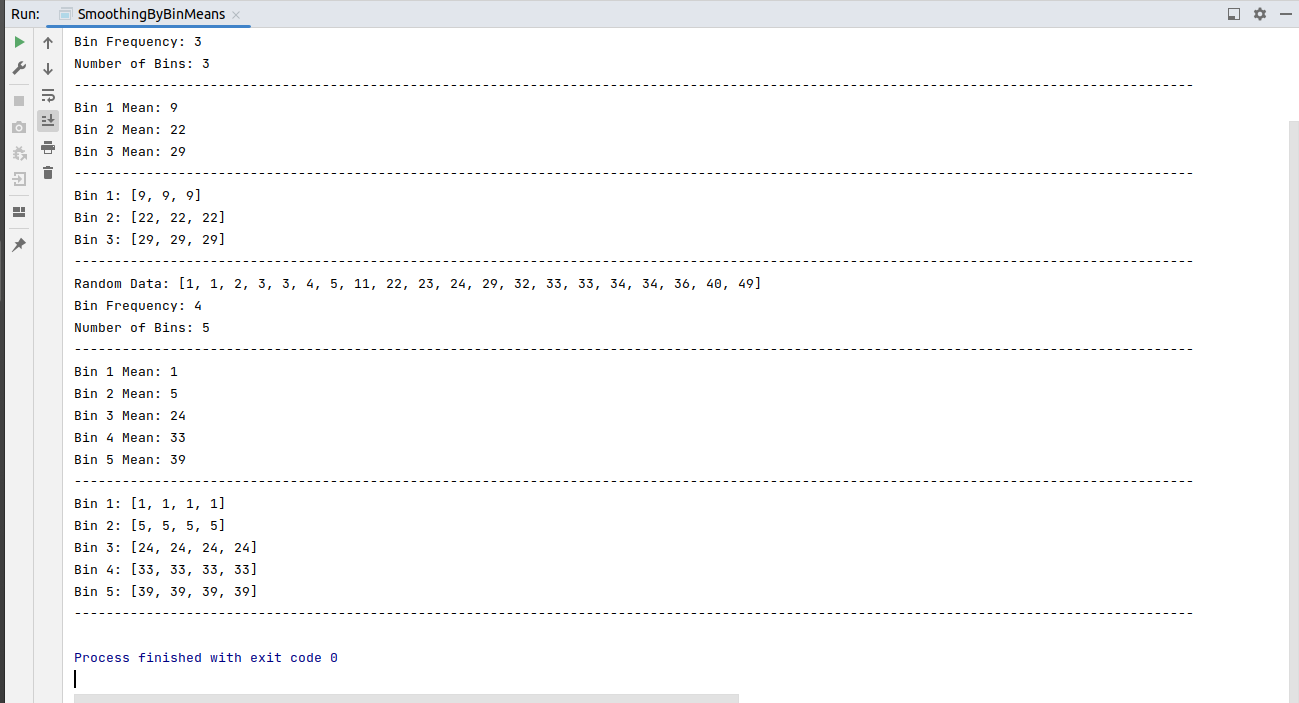 Run: SmoothingByBinMeans
Bin Frequency: 3
Number of Bins: 3
--------------------------------------------------------------------------------------------------------------------------------------------
Bin 1 Mean: 9
Bin 2 Mean: 22
Bin 3 Mean: 29
--------------------------------------------------------------------------------------------------------------------------------------------
Bin 1: [9, 9, 9]
Bin 2: [22, 22, 22]
Bin 3: [29, 29, 29]
--------------------------------------------------------------------------------------------------------------------------------------------
Random Data: [1, 1, 2, 3, 3, 4, 5, 11, 22, 23, 24, 29, 32, 33, 33, 34, 34, 36, 40, 49]
Bin Frequency: 4
Number of Bins: 5
--------------------------------------------------------------------------------------------------------------------------------------------
Bin 1 Mean: 1
Bin 2 Mean: 5
Bin 3 Mean: 24
Bin 4 Mean: 33
Bin 5 Mean: 39
--------------------------------------------------------------------------------------------------------------------------------------------
Bin 1: [1, 1, 1, 1]
Bin 2: [5, 5, 5, 5]
Bin 3: [24, 24, 24, 24]
Bin 4: [33, 33, 33, 33]
Bin 5: [39, 39, 39, 39]
--------------------------------------------------------------------------------------------------------------------------------------------
Process finished with exit code 0